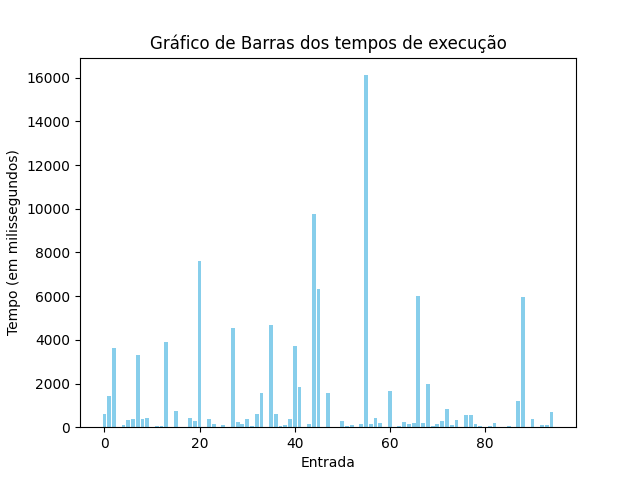 Gráfico de Barras dos tempos de execução
16000
14000
12000
10000
8000
6000
4000
2000
0
Tempo (em milissegundos)
0 20 40 60 80
Entrada